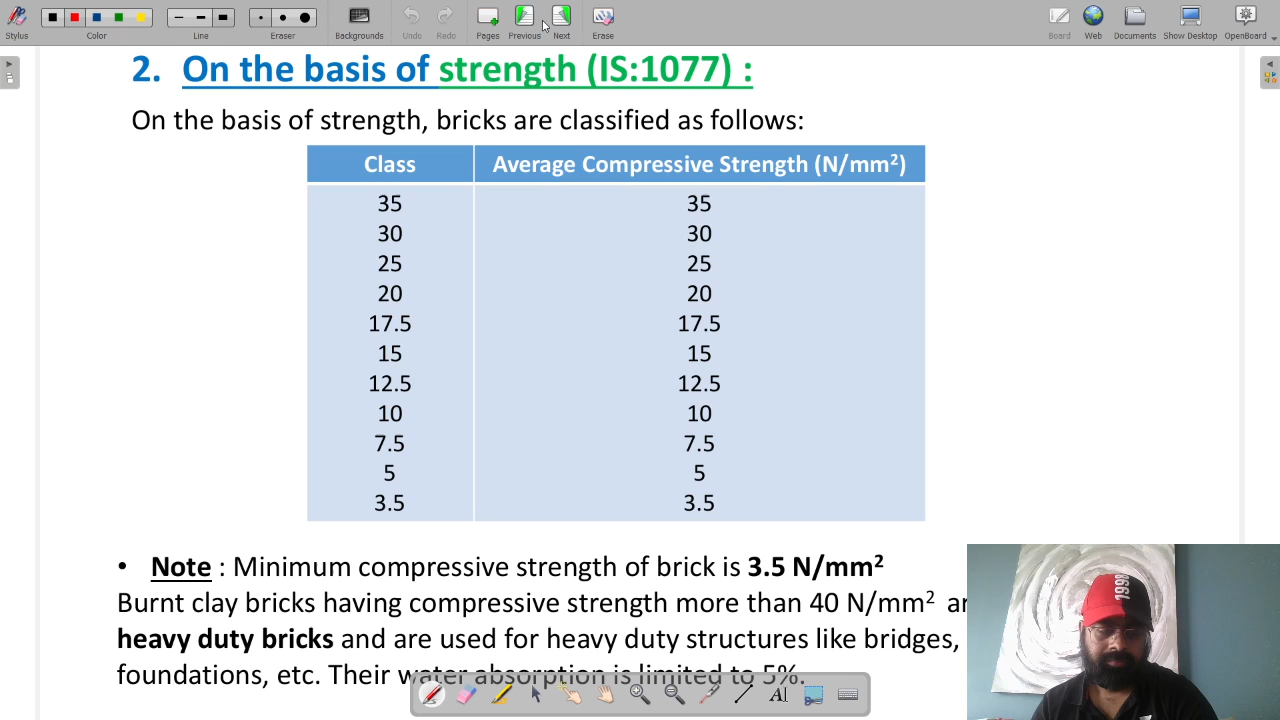 Stylus Color Line Eraser Backgrounds Undo Redo Pages Previous Next Erase Board Web Documents Show Desktop OpenBoard
2. On the basis of strength (IS:1077) :
On the basis of strength, bricks are classified as follows:
Class Average Compressive Strength (N/mm²)
35 35
30 30
25 25
20 20
17.5 17.5
15 15
12.5 12.5
10 10
7.5 7.5
5 5
3.5 3.5
• Note : Minimum compressive strength of brick is 3.5 N/mm²
Burnt clay bricks having compressive strength more than 40 N/mm²
heavy duty bricks and are used for heavy duty structures like bridges,
foundations, etc. Their water absorption is limited to 5%.
AI
1998